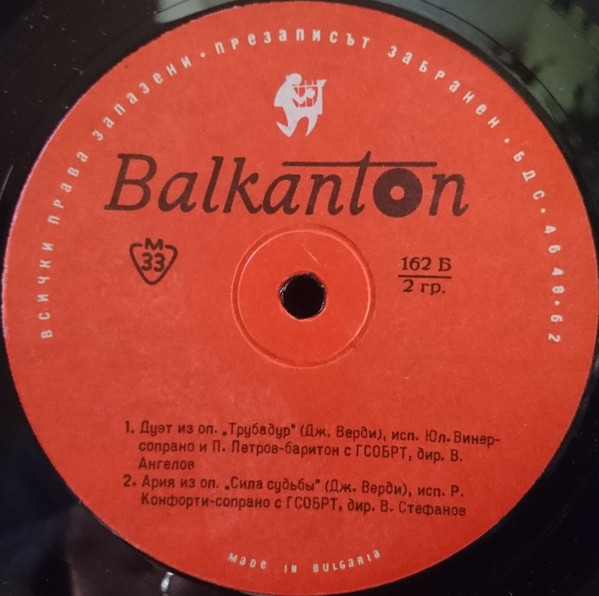 ВСИЧКИ ПРАВА ЗАПАЗЕНИ • ПРЕЗАПИСЪТ ЗАБРАНЕН • БДС • 4648-62
Balkanton
М
33
162 Б
2 гр.
1. Дуэт из оп. „Трубадур" (Дж. Верди), исп. Юл. Винер-
сопрано и П. Петров-баритон с ГСОБРТ, дир. В.
Ангелов
2. Ария из оп. „Сила судьбы" (Дж. Верди), исп. Р.
Конфорти-сопрано с ГСОБРТ, дир. В. Стефанов
MaDe IN BULGaRIa